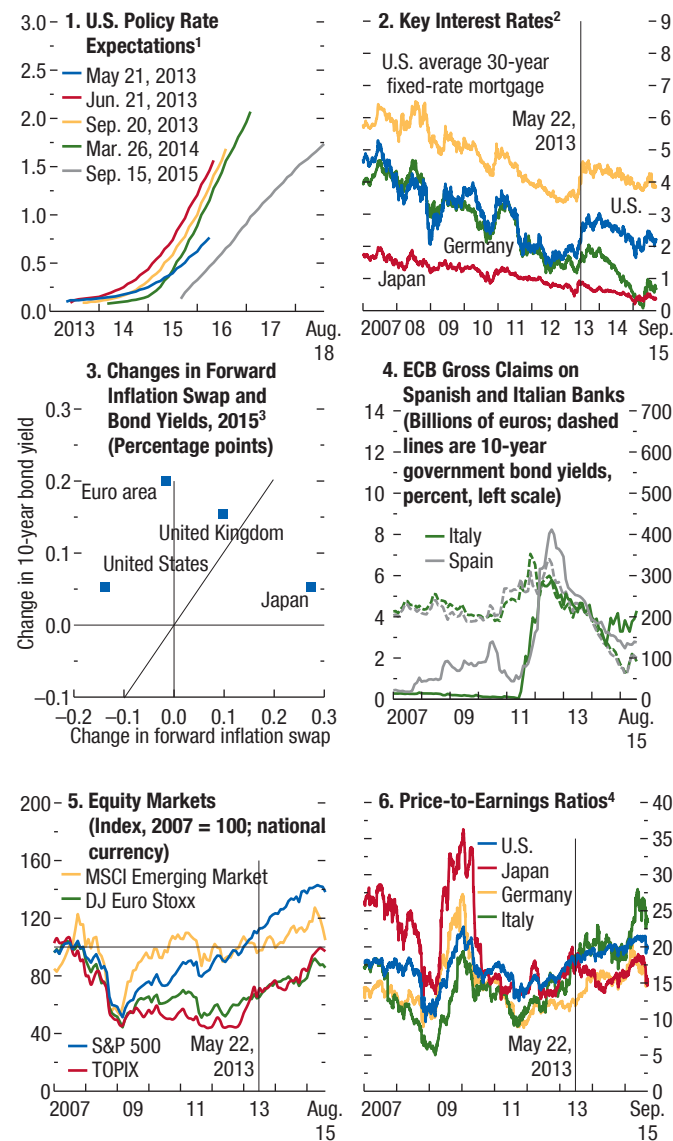 1. U.S. Policy Rate
Expectations¹
May 21, 2013
Jun. 21, 2013
Sep. 20, 2013
Mar. 26, 2014
Sep. 15, 2015
3.0
2.5
2.0
1.5
1.0
0.5
0.0
2013 14 15 16 17 Aug.
18
2. Key Interest Rates²
U.S. average 30-year
fixed-rate mortgage
May 22,
2013
U.S.
Germany
Japan
9
8
7
6
5
4
3
2
1
0
2007 08 09 10 11 12 13 14 Sep.
15
3. Changes in Forward
Inflation Swap and
Bond Yields, 2015³
(Percentage points)
Change in 10-year bond yield
0.3
0.2
0.1
0.0
–0.1
Euro area
United Kingdom
United States
Japan
–0.2 –0.1 0.0 0.1 0.2 0.3
Change in forward inflation swap
4. ECB Gross Claims on
Spanish and Italian Banks
(Billions of euros; dashed
lines are 10-year
government bond yields,
percent, left scale)
Italy
Spain
14
12
10
8
6
4
2
0
700
600
500
400
300
200
100
0
2007 09 11 13 Aug.
15
5. Equity Markets
(Index, 2007 = 100; national
currency)
MSCI Emerging Market
DJ Euro Stoxx
S&P 500
TOPIX
May 22,
2013
200
160
120
80
40
0
2007 09 11 13 Aug.
15
6. Price-to-Earnings Ratios⁴
U.S.
Japan
Germany
Italy
May 22,
2013
40
35
30
25
20
15
10
5
0
2007 09 11 13 Sep.
15